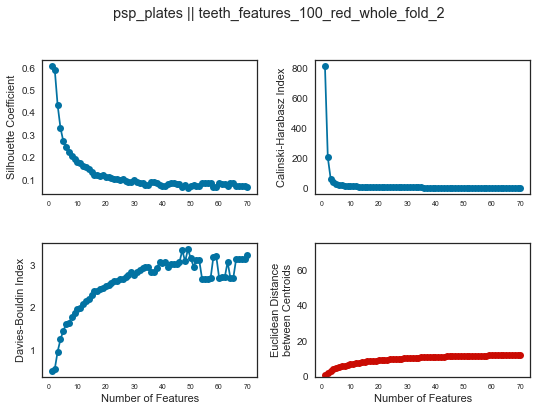 psp_plates || teeth_features_100_red_whole_fold_2
Silhouette Coefficient
0.6
0.5
0.4
0.3
0.2
0.1
0 10 20 30 40 50 60 70
Calinski-Harabasz Index
800
600
400
200
0
0 10 20 30 40 50 60 70
Davies-Bouldin Index
3
2
1
0 10 20 30 40 50 60 70
Number of Features
Euclidean Distance
between Centroids
60
40
20
0
0 10 20 30 40 50 60 70
Number of Features